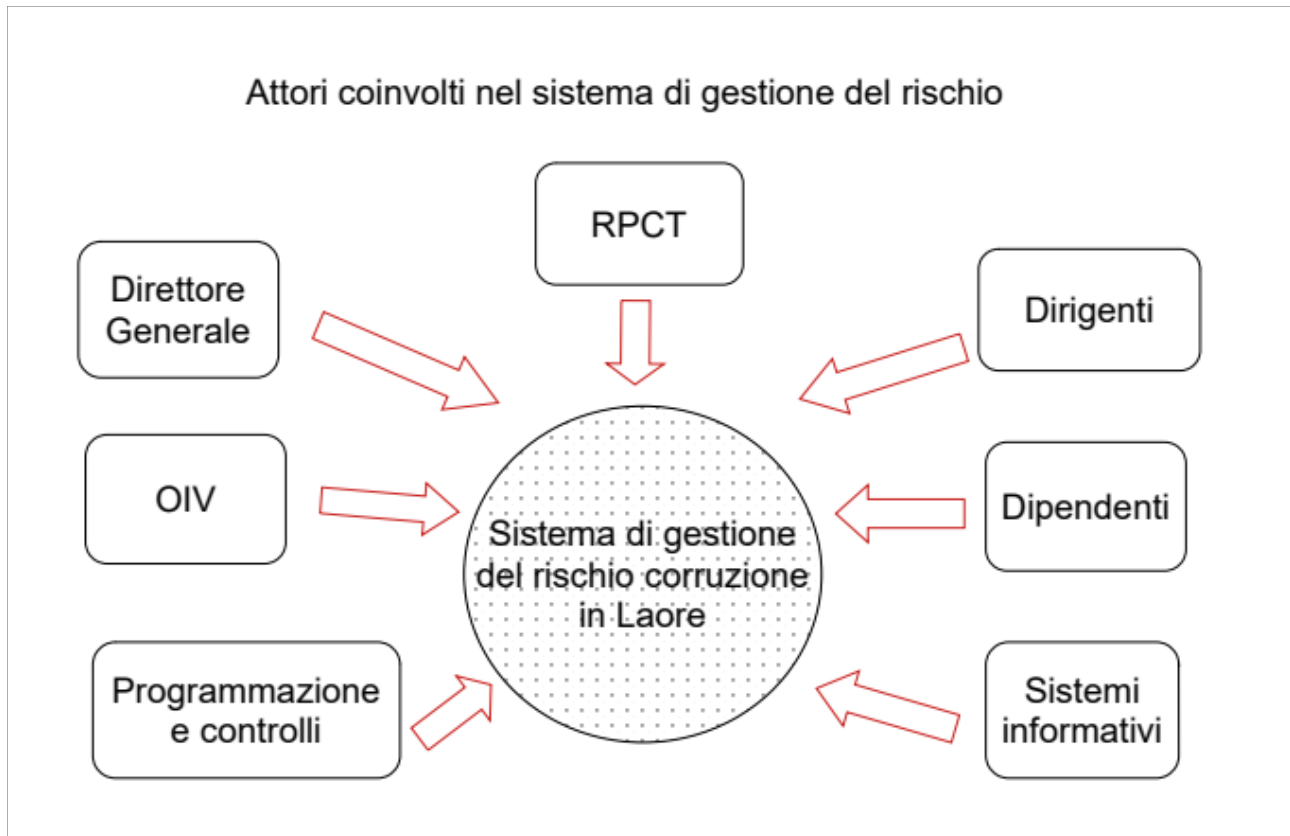 Attori coinvolti nel sistema di gestione del rischio
RPCT
Direttore
Generale
Dirigenti
OIV
Dipendenti
Sistema di gestione
del rischio corruzione
in Laore
Programmazione
e controlli
Sistemi
informativi